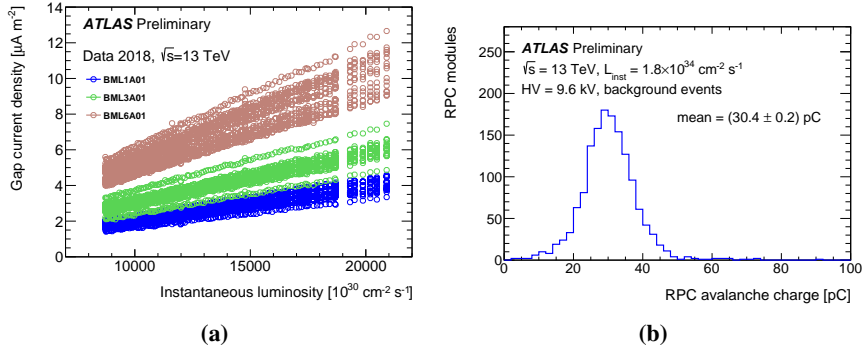 ATLAS Preliminary
Data 2018, √s=13 TeV
BML1A01
BML3A01
BML6A01
Gap current density [μA m⁻²]
14
12
10
8
6
4
2
0
10000 15000 20000
Instantaneous luminosity [10³⁰ cm⁻² s⁻¹]
(a)
ATLAS Preliminary
√s = 13 TeV, L_inst = 1.8×10³⁴ cm⁻² s⁻¹
HV = 9.6 kV, background events
mean = (30.4 ± 0.2) pC
RPC modules
250
200
150
100
50
0
0 20 40 60 80 100
RPC avalanche charge [pC]
(b)